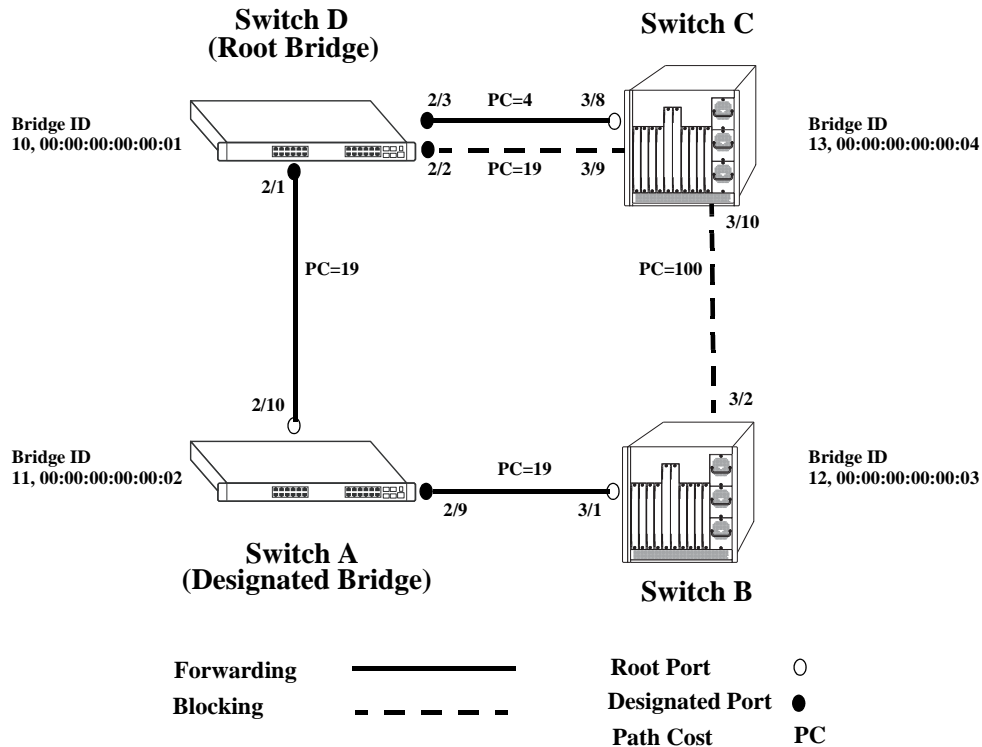 Switch D
(Root Bridge)
Switch C
2/3 PC=4 3/8
Bridge ID
10, 00:00:00:00:00:01
Bridge ID
13, 00:00:00:00:00:04
2/2 PC=19 3/9
2/1
3/10
PC=19
PC=100
2/10
3/2
Bridge ID
11, 00:00:00:00:00:02
PC=19
Bridge ID
12, 00:00:00:00:00:03
2/9 3/1
Switch A
(Designated Bridge)
Switch B
Forwarding
Root Port
Blocking
Designated Port
Path Cost PC